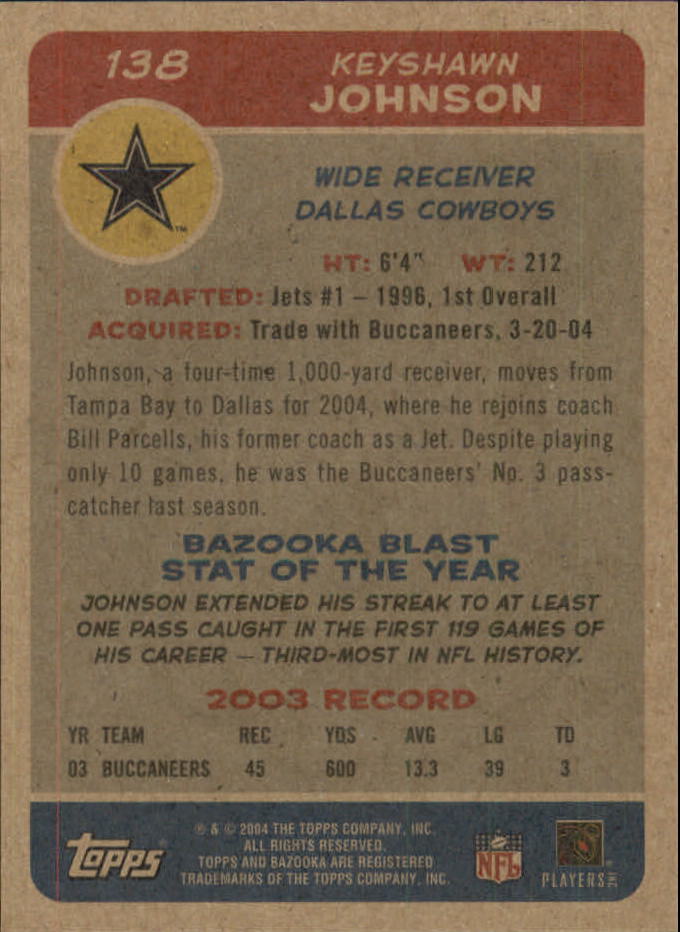 138
KEYSHAWN
JOHNSON
TM
WIDE RECEIVER
DALLAS COWBOYS
HT: 6'4" WT: 212
DRAFTED: Jets #1 – 1996, 1st Overall
ACQUIRED: Trade with Buccaneers, 3-20-04
Johnson, a four-time 1,000-yard receiver, moves from
Tampa Bay to Dallas for 2004, where he rejoins coach
Bill Parcells, his former coach as a Jet. Despite playing
only 10 games, he was the Buccaneers' No. 3 pass-
catcher last season.
BAZOOKA BLAST
STAT OF THE YEAR
JOHNSON EXTENDED HIS STREAK TO AT LEAST
ONE PASS CAUGHT IN THE FIRST 119 GAMES OF
HIS CAREER – THIRD-MOST IN NFL HISTORY.
2003 RECORD
YR TEAM REC YDS AVG LG TD
03 BUCCANEERS 45 600 13.3 39 3
topps
® & © 2004 THE TOPPS COMPANY, INC.
ALL RIGHTS RESERVED.
TOPPS AND BAZOOKA ARE REGISTERED
TRADEMARKS OF THE TOPPS COMPANY, INC.
NFL
PLAYERS INC